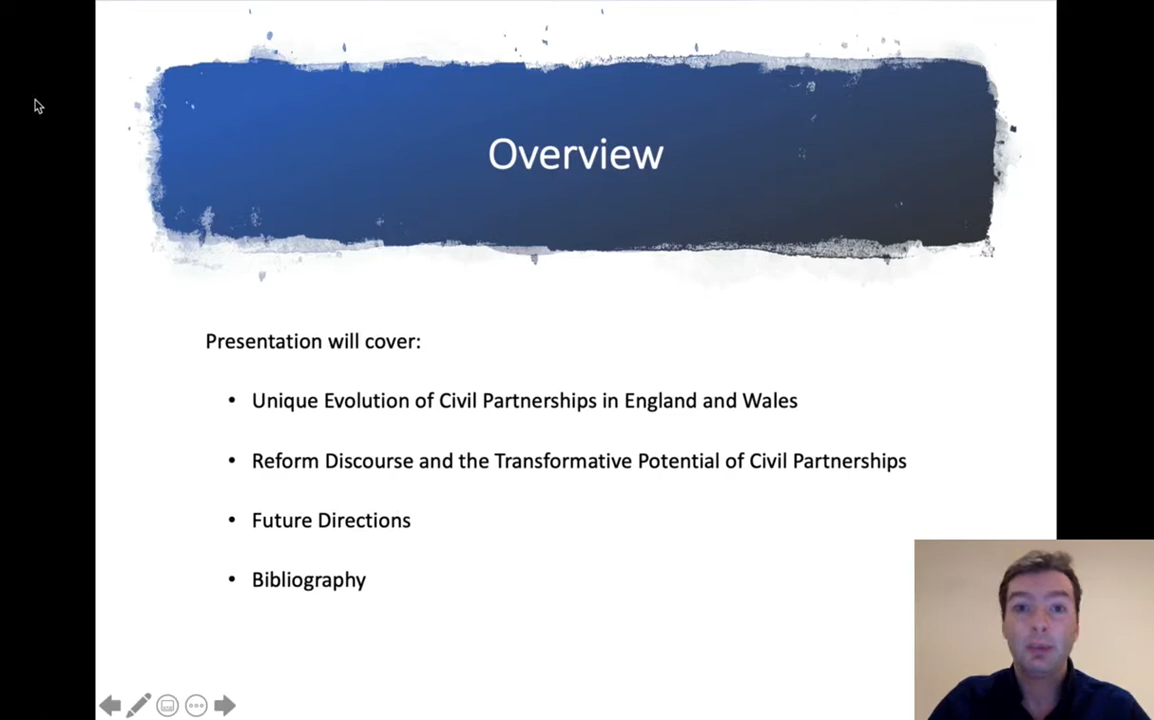 Overview
Presentation will cover:
• Unique Evolution of Civil Partnerships in England and Wales
• Reform Discourse and the Transformative Potential of Civil Partnerships
• Future Directions
• Bibliography